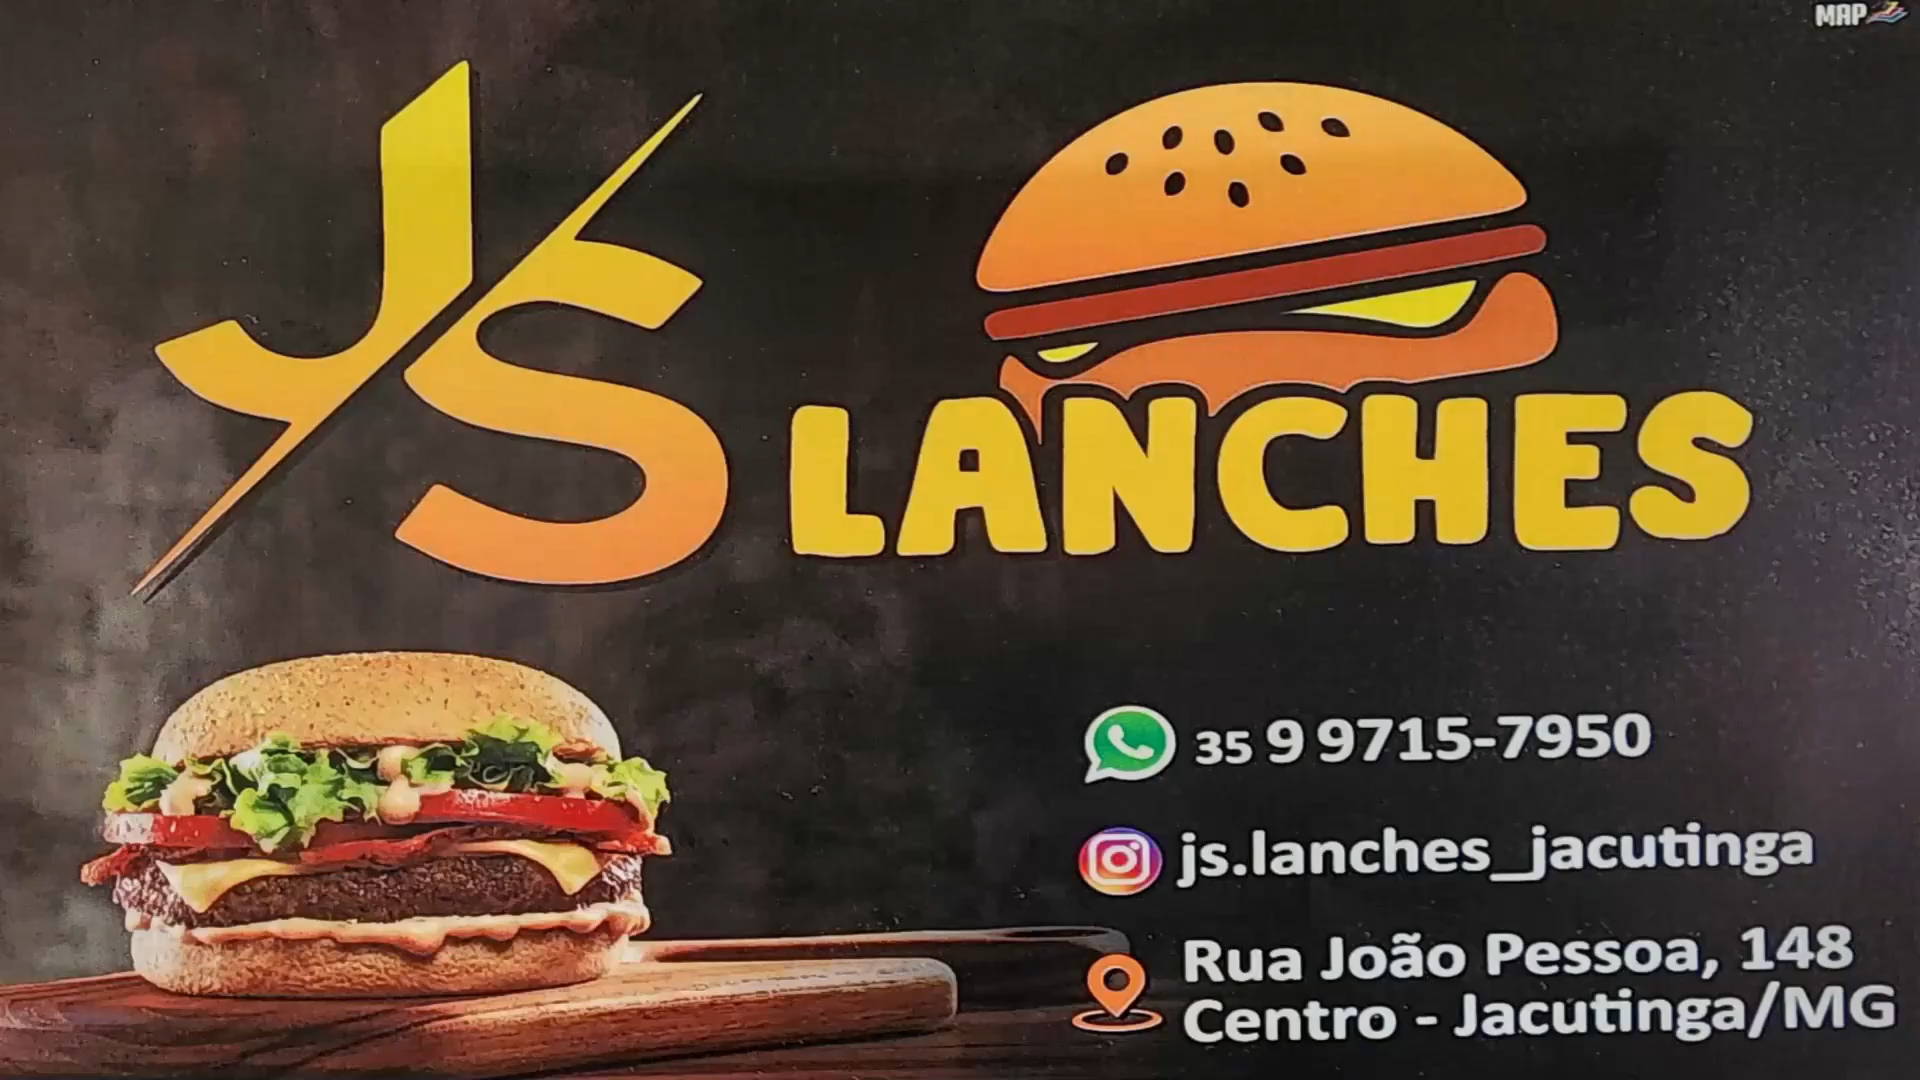 MAP
JS LANCHES
35 9 9715-7950
js.lanches_jacutinga
Rua João Pessoa, 148
Centro - Jacutinga/MG